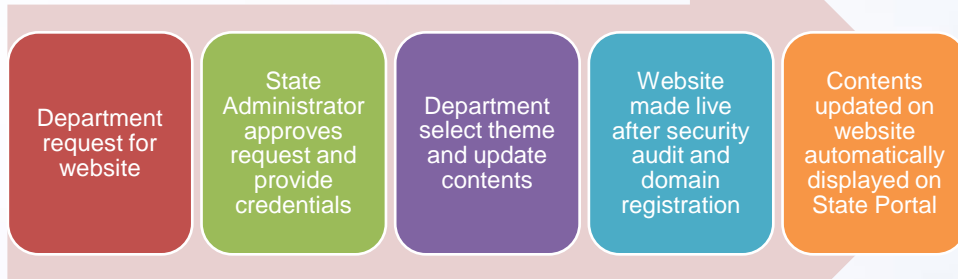 Department
request for
website
State
Administrator
approves
request and
provide
credentials
Department
select theme
and update
contents
Website
made live
after security
audit and
domain
registration
Contents
updated on
website
automatically
displayed on
State Portal